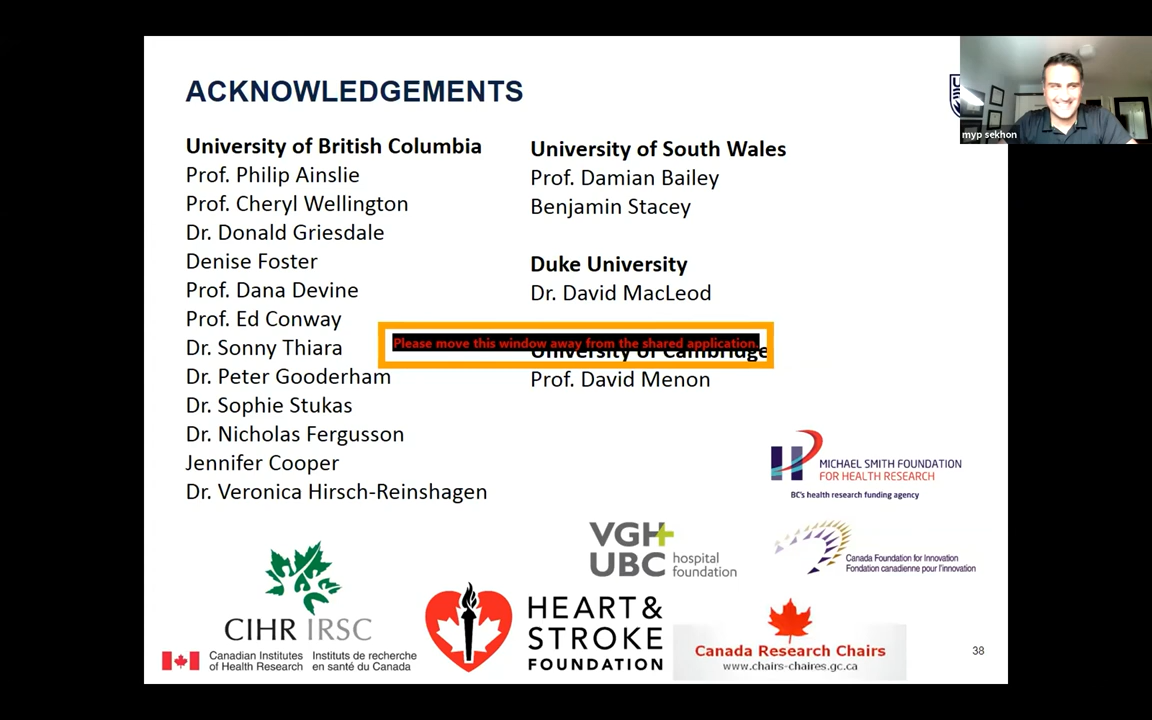 ACKNOWLEDGEMENTS
myp sekhon
University of British Columbia
Prof. Philip Ainslie
Prof. Cheryl Wellington
Dr. Donald Griesdale
Denise Foster
Prof. Dana Devine
Prof. Ed Conway
Dr. Sonny Thiara
Dr. Peter Gooderham
Dr. Sophie Stukas
Dr. Nicholas Fergusson
Jennifer Cooper
Dr. Veronica Hirsch-Reinshagen
University of South Wales
Prof. Damian Bailey
Benjamin Stacey
Duke University
Dr. David MacLeod
Please move this window away from the shared application.
University of Cambridge
Prof. David Menon
MICHAEL SMITH FOUNDATION
FOR HEALTH RESEARCH
BC's health research funding agency
VGH+
UBC hospital
foundation
Canada Foundation for Innovation
Fondation canadienne pour l'innovation
CIHR IRSC
Canadian Institutes
of Health Research
Instituts de recherche
en santé du Canada
HEART &
STROKE
FOUNDATION
Canada Research Chairs
www.chairs-chaires.gc.ca
38